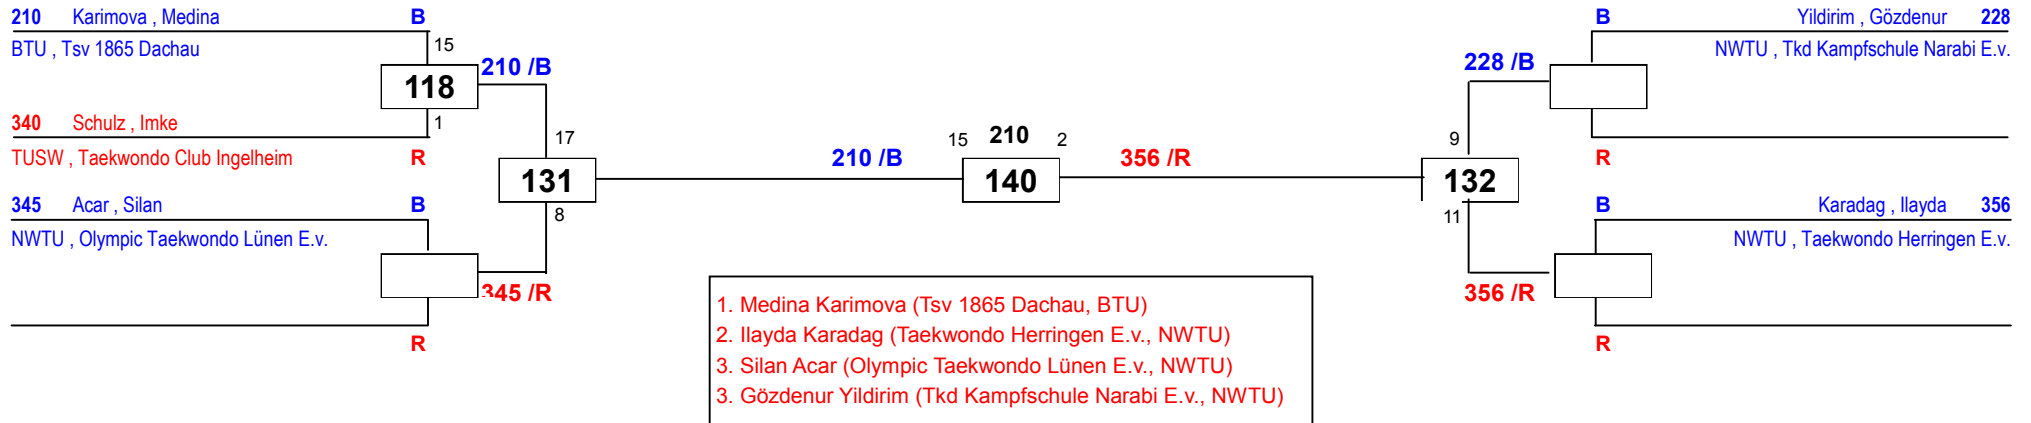 210 Karimova , Medina B
BTU , Tsv 1865 Dachau
15
118
210 /B
1
340 Schulz , Imke
TUSW , Taekwondo Club Ingelheim R
17
131
8
345 Acar , Silan B
NWTU , Olympic Taekwondo Lünen E.v.
345 /R
R
210 /B
15 210 2
140
356 /R
B Yildirim , Gözdenur 228
NWTU , Tkd Kampfschule Narabi E.v.
228 /B
R
9
132
11
B Karadag , Ilayda 356
NWTU , Taekwondo Herringen E.v.
356 /R
R
1. Medina Karimova (Tsv 1865 Dachau, BTU)
2. Ilayda Karadag (Taekwondo Herringen E.v., NWTU)
3. Silan Acar (Olympic Taekwondo Lünen E.v., NWTU)
3. Gözdenur Yildirim (Tkd Kampfschule Narabi E.v., NWTU)